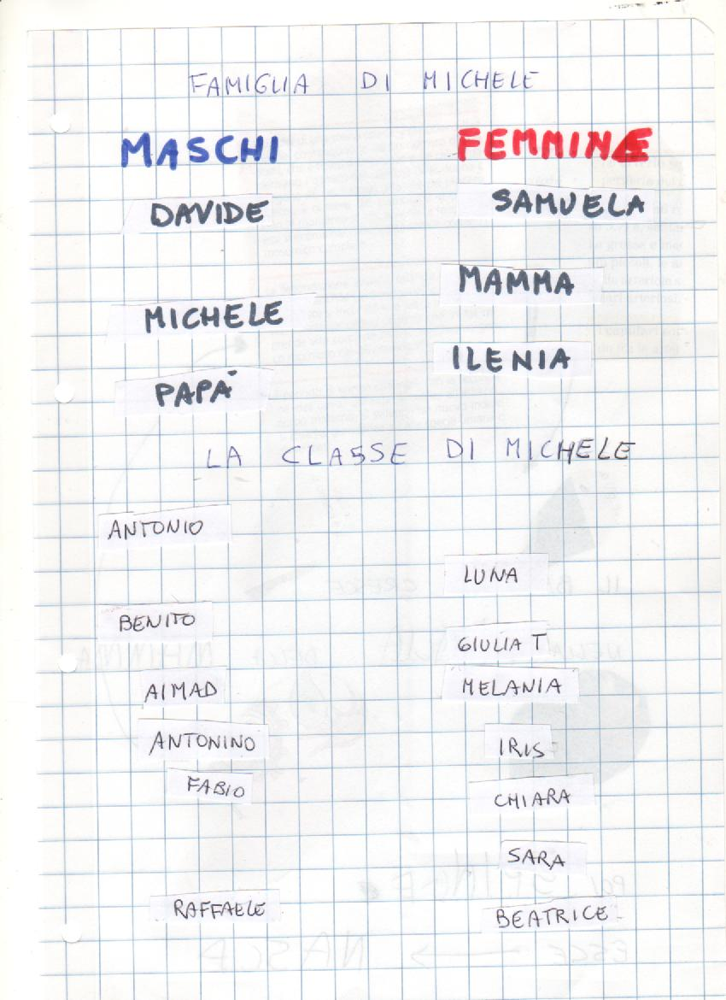 FAMIGLIA DI MICHELE
MASCHI FEMMINE
DAVIDE SAMUELA
MICHELE MAMMA
PAPÀ ILENIA
LA CLASSE DI MICHELE
ANTONIO
LUNA
BENITO
GIULIA T
AIMAD MELANIA
ANTONINO IRIS
FABIO CHIARA
SARA
RAFFAELE BEATRICE